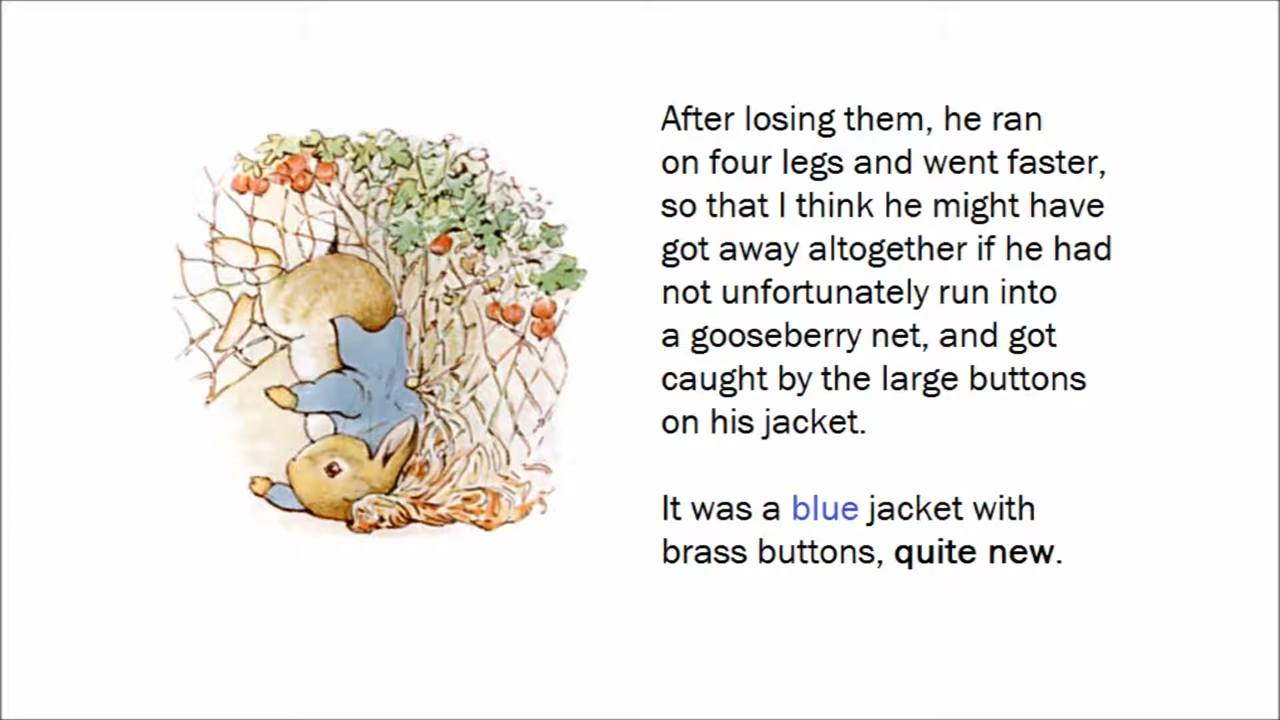 After losing them, he ran
on four legs and went faster,
so that I think he might have
got away altogether if he had
not unfortunately run into
a gooseberry net, and got
caught by the large buttons
on his jacket.
It was a blue jacket with
brass buttons, quite new.